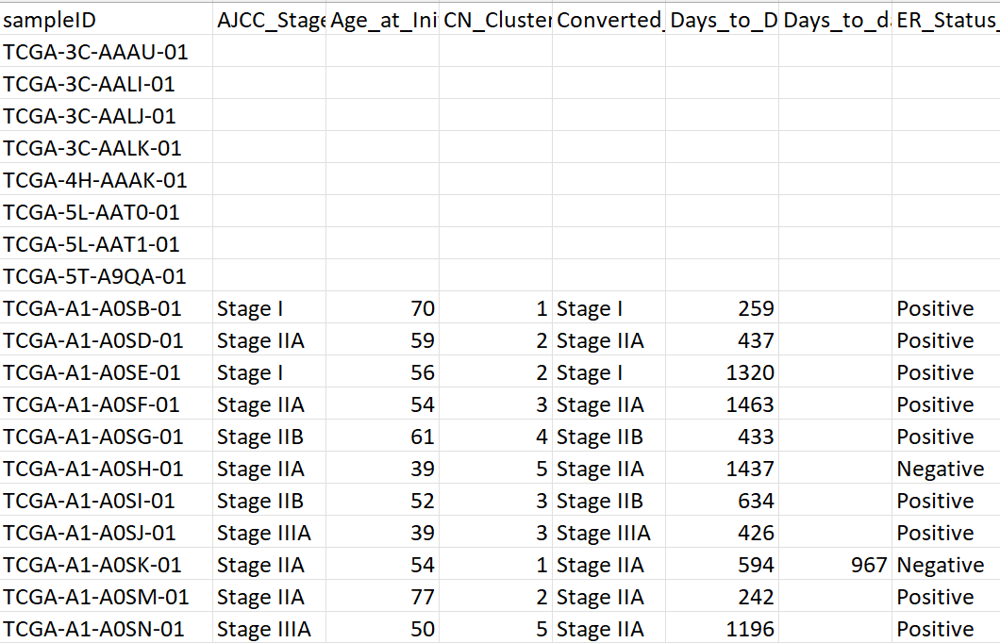 sampleID AJCC_Stage Age_at_Ini CN_Cluster Converted_ Days_to_D Days_to_da ER_Status_
TCGA-3C-AAAU-01
TCGA-3C-AALI-01
TCGA-3C-AALJ-01
TCGA-3C-AALK-01
TCGA-4H-AAAK-01
TCGA-5L-AAT0-01
TCGA-5L-AAT1-01
TCGA-5T-A9QA-01
TCGA-A1-A0SB-01 Stage I 70 1 Stage I 259 Positive
TCGA-A1-A0SD-01 Stage IIA 59 2 Stage IIA 437 Positive
TCGA-A1-A0SE-01 Stage I 56 2 Stage I 1320 Positive
TCGA-A1-A0SF-01 Stage IIA 54 3 Stage IIA 1463 Positive
TCGA-A1-A0SG-01 Stage IIB 61 4 Stage IIB 433 Positive
TCGA-A1-A0SH-01 Stage IIA 39 5 Stage IIA 1437 Negative
TCGA-A1-A0SI-01 Stage IIB 52 3 Stage IIB 634 Positive
TCGA-A1-A0SJ-01 Stage IIIA 39 3 Stage IIIA 426 Positive
TCGA-A1-A0SK-01 Stage IIA 54 1 Stage IIA 594 967 Negative
TCGA-A1-A0SM-01 Stage IIA 77 2 Stage IIA 242 Positive
TCGA-A1-A0SN-01 Stage IIIA 50 5 Stage IIA 1196 Positive